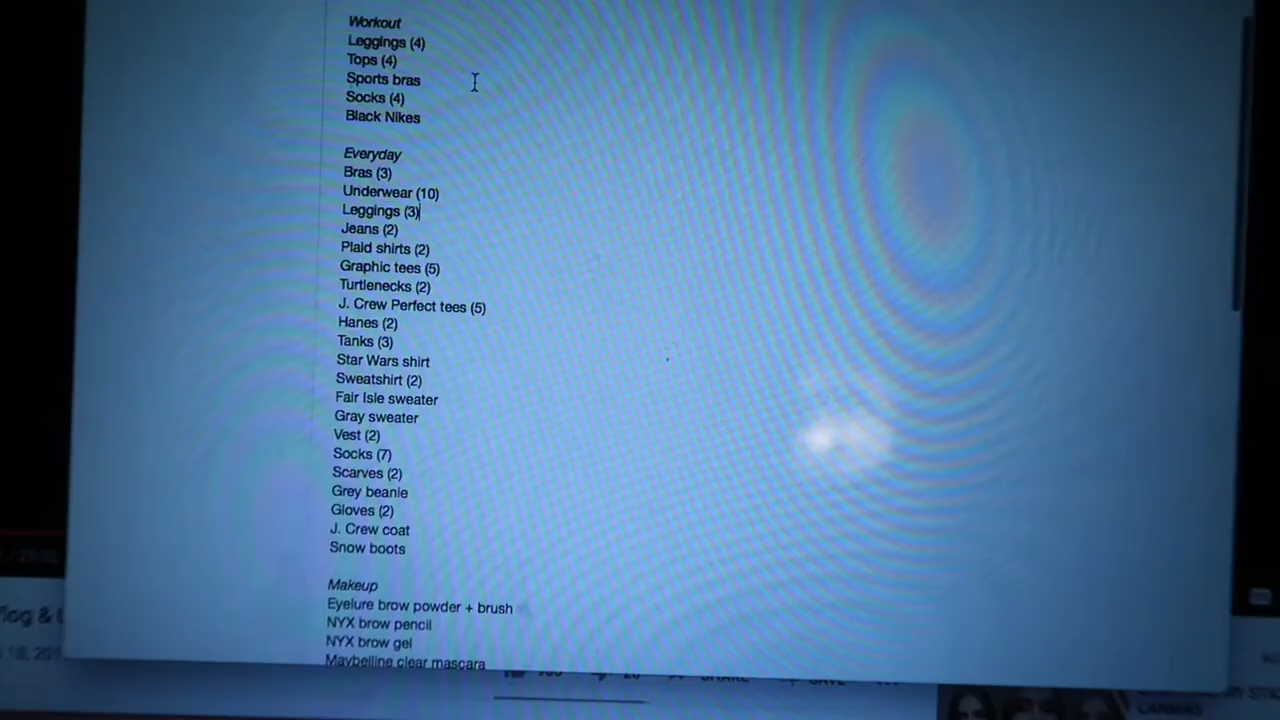 Workout
Leggings (4)
Tops (4)
Sports bras
Socks (4)
Black Nikes
Everyday
Bras (3)
Underwear (10)
Leggings (3)
Jeans (2)
Plaid shirts (2)
Graphic tees (5)
Turtlenecks (2)
J. Crew Perfect tees (5)
Hanes (2)
Tanks (3)
Star Wars shirt
Sweatshirt (2)
Fair Isle sweater
Gray sweater
Vest (2)
Socks (7)
Scarves (2)
Grey beanie
Gloves (2)
J. Crew coat
Snow boots
Makeup
Eyelure brow powder + brush
NYX brow pencil
NYX brow gel
Maybelline clear mascara